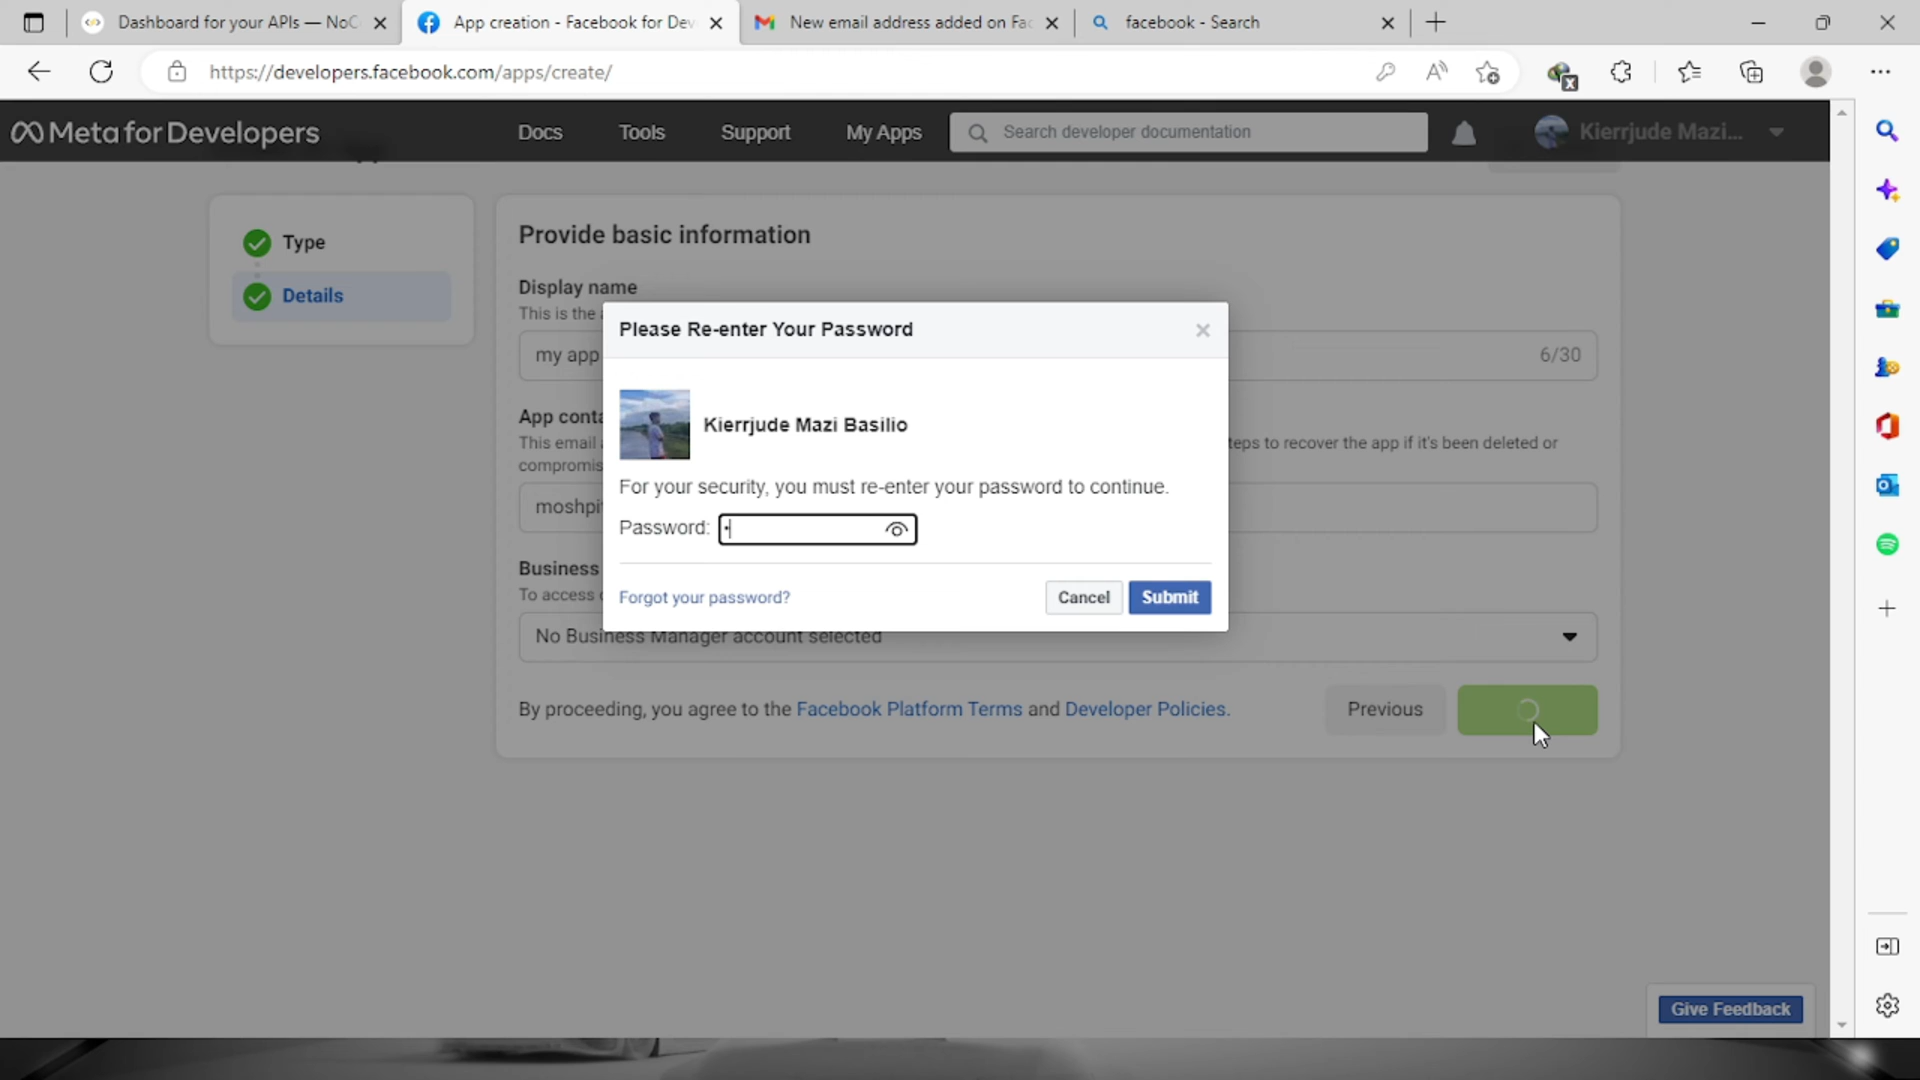 Dashboard for your APIs — NoC
App creation - Facebook for Dev
New email address added on Fac
facebook - Search
https://developers.facebook.com/apps/create/
Meta for Developers
Docs
Tools
Support
My Apps
Search developer documentation
Kierrjude Mazi...
Type
Details
Provide basic information
Display name
This is the
my app
6/30
App conta
This email
teps to recover the app if it's been deleted or
compromis
moshpi
Business
To access
No Business Manager account selected
Please Re-enter Your Password
Kierrjude Mazi Basilio
For your security, you must re-enter your password to continue.
Password:
Forgot your password?
Cancel
Submit
By proceeding, you agree to the Facebook Platform Terms and Developer Policies.
Previous
Give Feedback